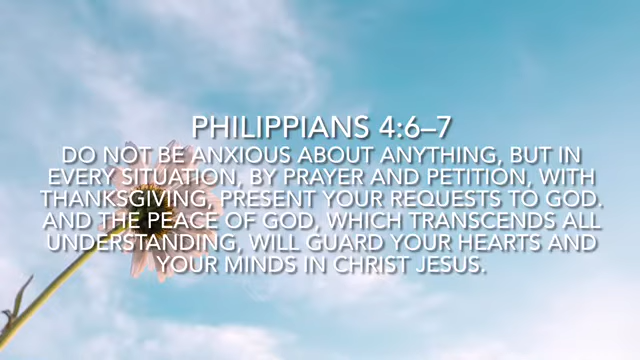 PHILIPPIANS 4:6–7
DO NOT BE ANXIOUS ABOUT ANYTHING, BUT IN
EVERY SITUATION, BY PRAYER AND PETITION, WITH
THANKSGIVING, PRESENT YOUR REQUESTS TO GOD.
AND THE PEACE OF GOD, WHICH TRANSCENDS ALL
UNDERSTANDING, WILL GUARD YOUR HEARTS AND
YOUR MINDS IN CHRIST JESUS.